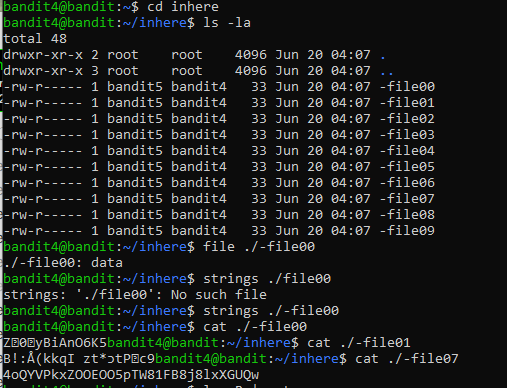 bandit4@bandit:~$ cd inhere
bandit4@bandit:~/inhere$ ls -la
total 48
drwxr-xr-x 2 root    root    4096 Jun 20 04:07 .
drwxr-xr-x 3 root    root    4096 Jun 20 04:07 ..
-rw-r----- 1 bandit5 bandit4   33 Jun 20 04:07 -file00
-rw-r----- 1 bandit5 bandit4   33 Jun 20 04:07 -file01
-rw-r----- 1 bandit5 bandit4   33 Jun 20 04:07 -file02
-rw-r----- 1 bandit5 bandit4   33 Jun 20 04:07 -file03
-rw-r----- 1 bandit5 bandit4   33 Jun 20 04:07 -file04
-rw-r----- 1 bandit5 bandit4   33 Jun 20 04:07 -file05
-rw-r----- 1 bandit5 bandit4   33 Jun 20 04:07 -file06
-rw-r----- 1 bandit5 bandit4   33 Jun 20 04:07 -file07
-rw-r----- 1 bandit5 bandit4   33 Jun 20 04:07 -file08
-rw-r----- 1 bandit5 bandit4   33 Jun 20 04:07 -file09
bandit4@bandit:~/inhere$ file ./-file00
./-file00: data
bandit4@bandit:~/inhere$ strings ./file00
strings: './file00': No such file
bandit4@bandit:~/inhere$ strings ./-file00
bandit4@bandit:~/inhere$ cat ./-file00
bandit4@bandit:~/inhere$ cat ./-file01
bandit4@bandit:~/inhere$ cat ./-file07
4oQYVPkxZOOEOO5pTW81FB8j8lxXGUQw